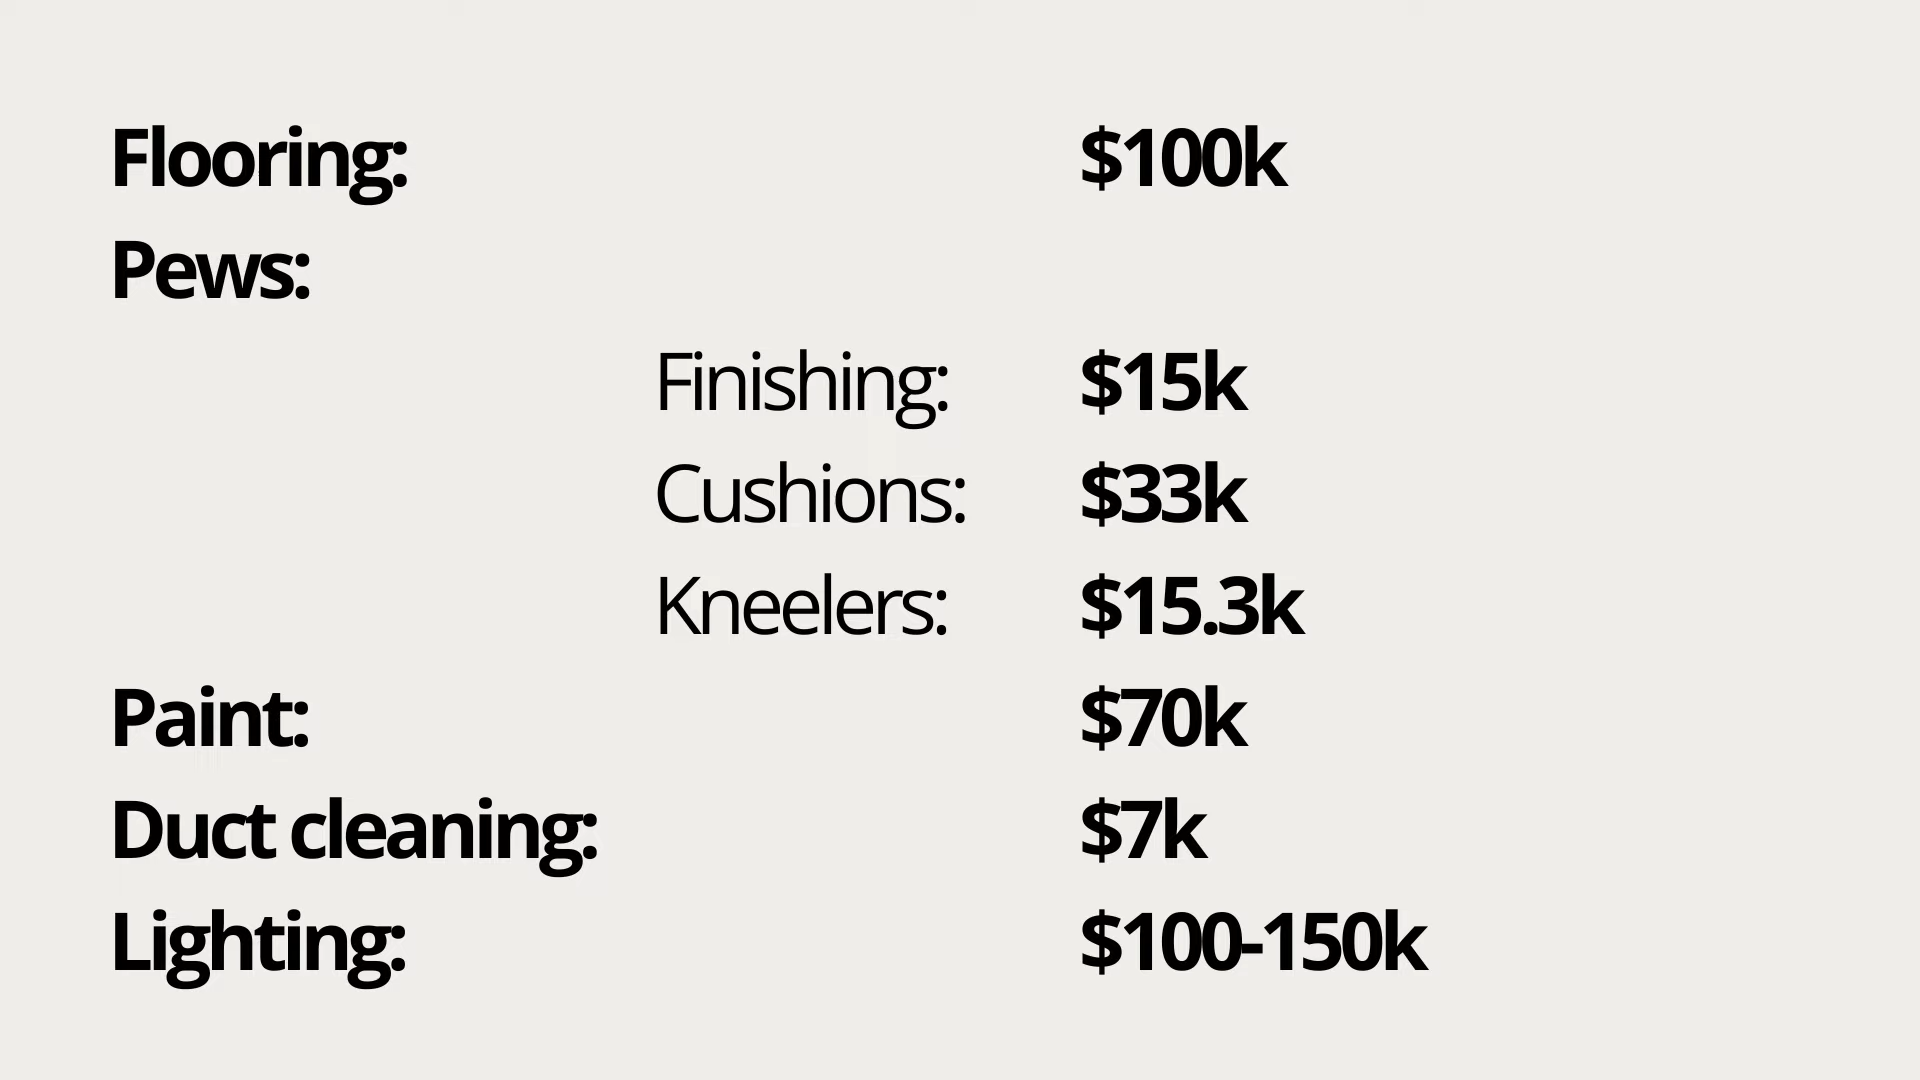 Flooring: $100k
Pews:
Finishing: $15k
Cushions: $33k
Kneelers: $15.3k
Paint: $70k
Duct cleaning: $7k
Lighting: $100-150k